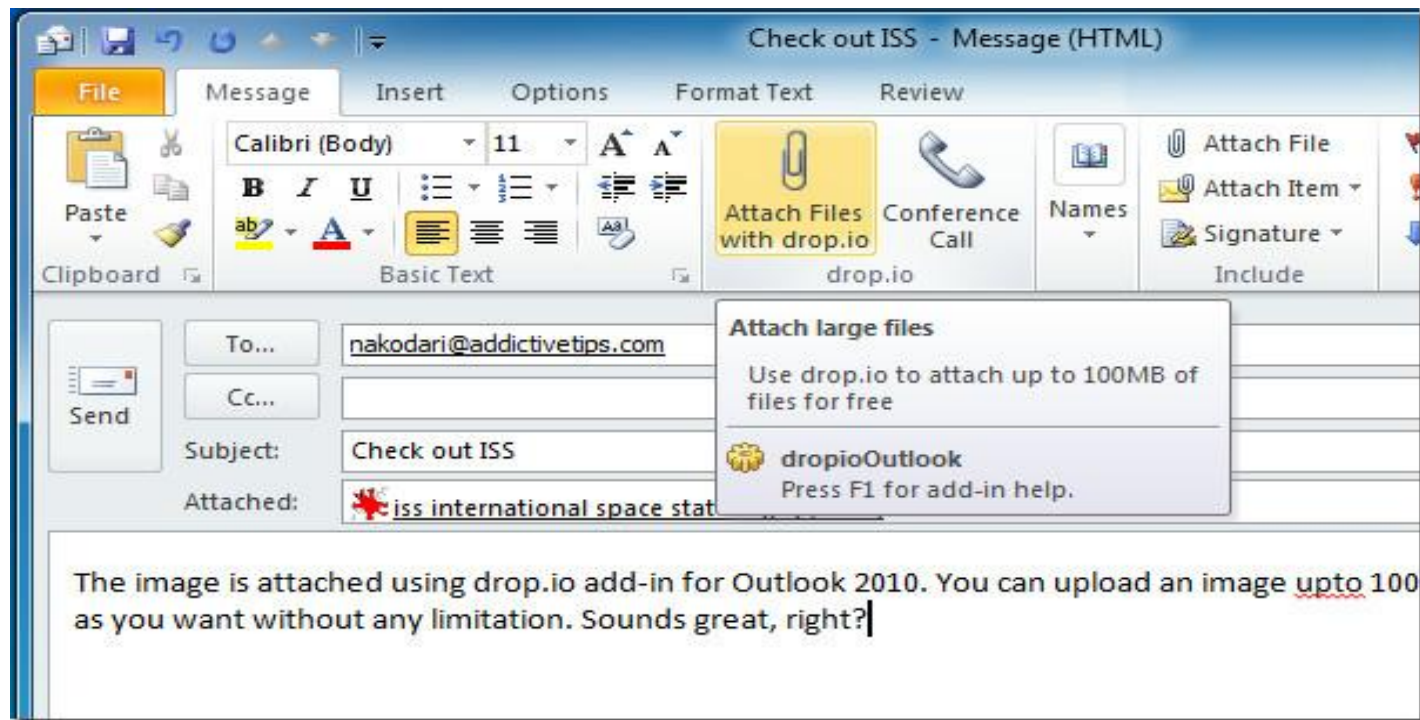 Check out ISS - Message (HTML)
File Message Insert Options Format Text Review
Calibri (Body) 11 A A
B I U
ab A Aa
Paste
Clipboard
Basic Text
Attach Files
with drop.io
Conference
Call
drop.io
Names
Attach File
Attach Item
Signature
Include
Send
To... nakodari@addictivetips.com
Cc...
Subject: Check out ISS
Attached: iss international space
Attach large files
Use drop.io to attach up to 100MB of
files for free
dropioOutlook
Press F1 for add-in help.
The image is attached using drop.io add-in for Outlook 2010. You can upload an image upto 100
as you want without any limitation. Sounds great, right?